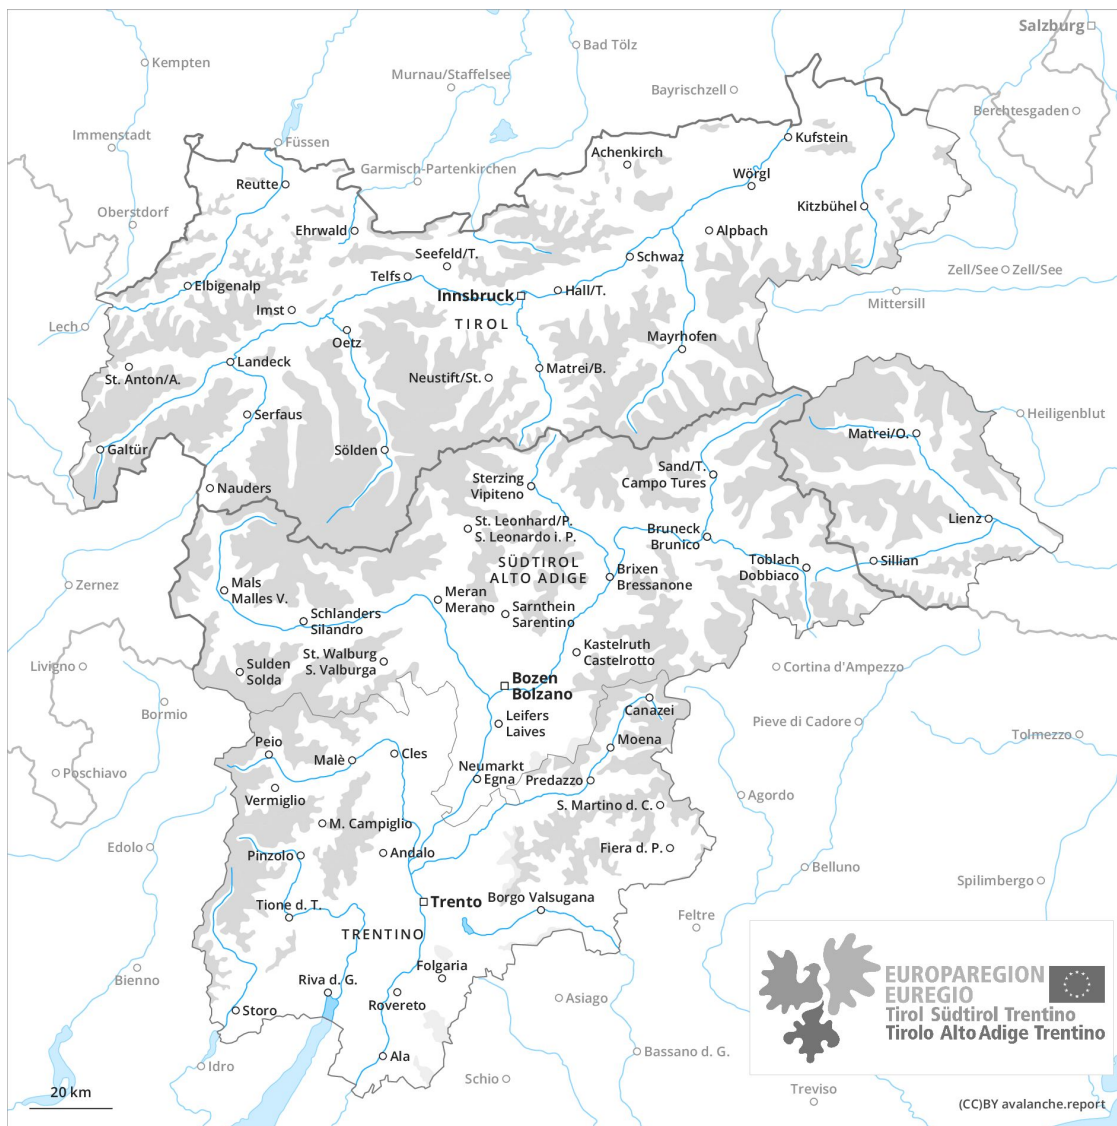 Salzburg
Bad Tölz
Kempten
Murnau/Staffelsee
Bayrischzell
Berchtesgaden
Immenstadt
Füssen
Kufstein
Achenkirch
Garmisch-Partenkirchen
Wörgl
Reutte
Kitzbühel
Oberstdorf
Ehrwald
Alpbach
Seefeld/T.
Schwaz
Telfs
Zell/See
Zell/See
Elbigenalp
Innsbruck
Hall/T.
Mittersill
Imst
TIROL
Lech
Oetz
Mayrhofen
Landeck
Matrei/B.
St. Anton/A.
Neustift/St.
Serfaus
Heiligenblut
Matrei/O.
Galtür
Sölden
Sand/T.
Campo Tures
Sterzing
Vipiteno
Nauders
Lienz
St. Leonhard/P.
S. Leonardo i. P.
Bruneck
Brunico
SÜDTIROL
ALTO ADIGE
Toblach
Dobbiaco
Sillian
Brixen
Bressanone
Zernez
Mals
Malles V.
Meran
Merano
Sarnthein
Sarentino
Schlanders
Silandro
Kastelruth
Castelrotto
St. Walburg
S. Valburga
Livigno
Sulden
Solda
Cortina d'Ampezzo
Bozen
Bolzano
Bormio
Canazei
Leifers
Laives
Pieve di Cadore
Tolmezzo
Peio
Moena
Malè
Cles
Neumarkt
Egna
Predazzo
Poschiavo
Vermiglio
Agordo
S. Martino d. C.
M. Campiglio
Edolo
Pinzolo
Andalo
Fiera d. P.
Belluno
Spilimbergo
Tione d. T.
Trento
Borgo Valsugana
Feltre
TRENTINO
Folgaria
Bienno
Riva d. G.
Rovereto
Asiago
Storo
EUROPAREGION
EUREGIO
Tirol Südtirol Trentino
Tirolo Alto Adige Trentino
Ala
Bassano d. G.
Idro
Schio
Treviso
20 km
(CC)BY avalanche.report